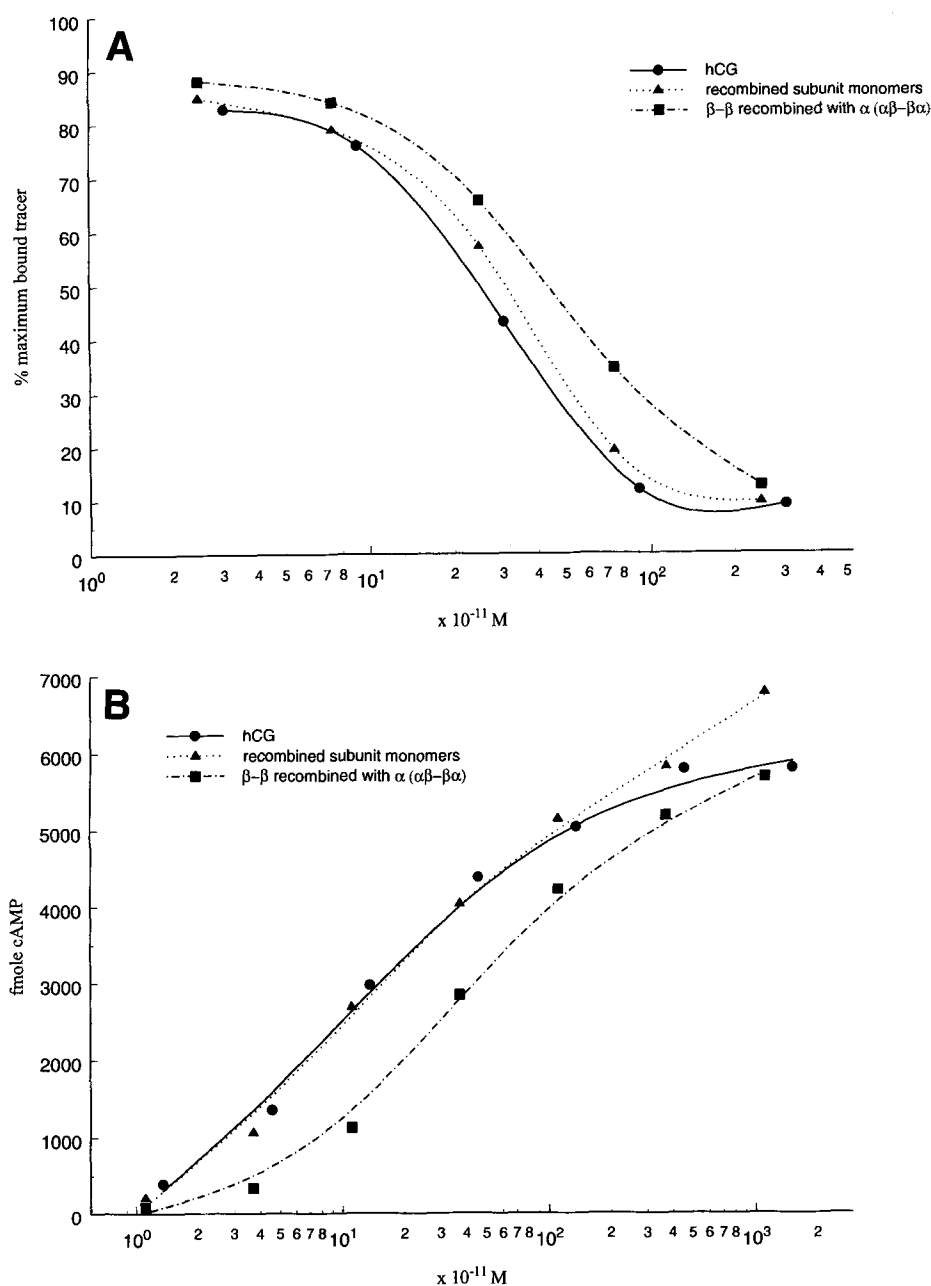 A
100
90
80
70
60
50
40
30
20
10
0
% maximum bound tracer
hCG
recombined subunit monomers
β–β recombined with α (αβ–βα)
10⁰ 2 3 4 5 6 7 8 10¹ 2 3 4 5 6 7 8 10² 2 3 4 5
x 10⁻¹¹ M
B
7000
6000
5000
4000
3000
2000
1000
0
fmole cAMP
hCG
recombined subunit monomers
β–β recombined with α (αβ–βα)
10⁰ 2 3 4 5 6 7 8 10¹ 2 3 4 5 6 7 8 10² 2 3 4 5 6 7 8 10³ 2
x 10⁻¹¹ M